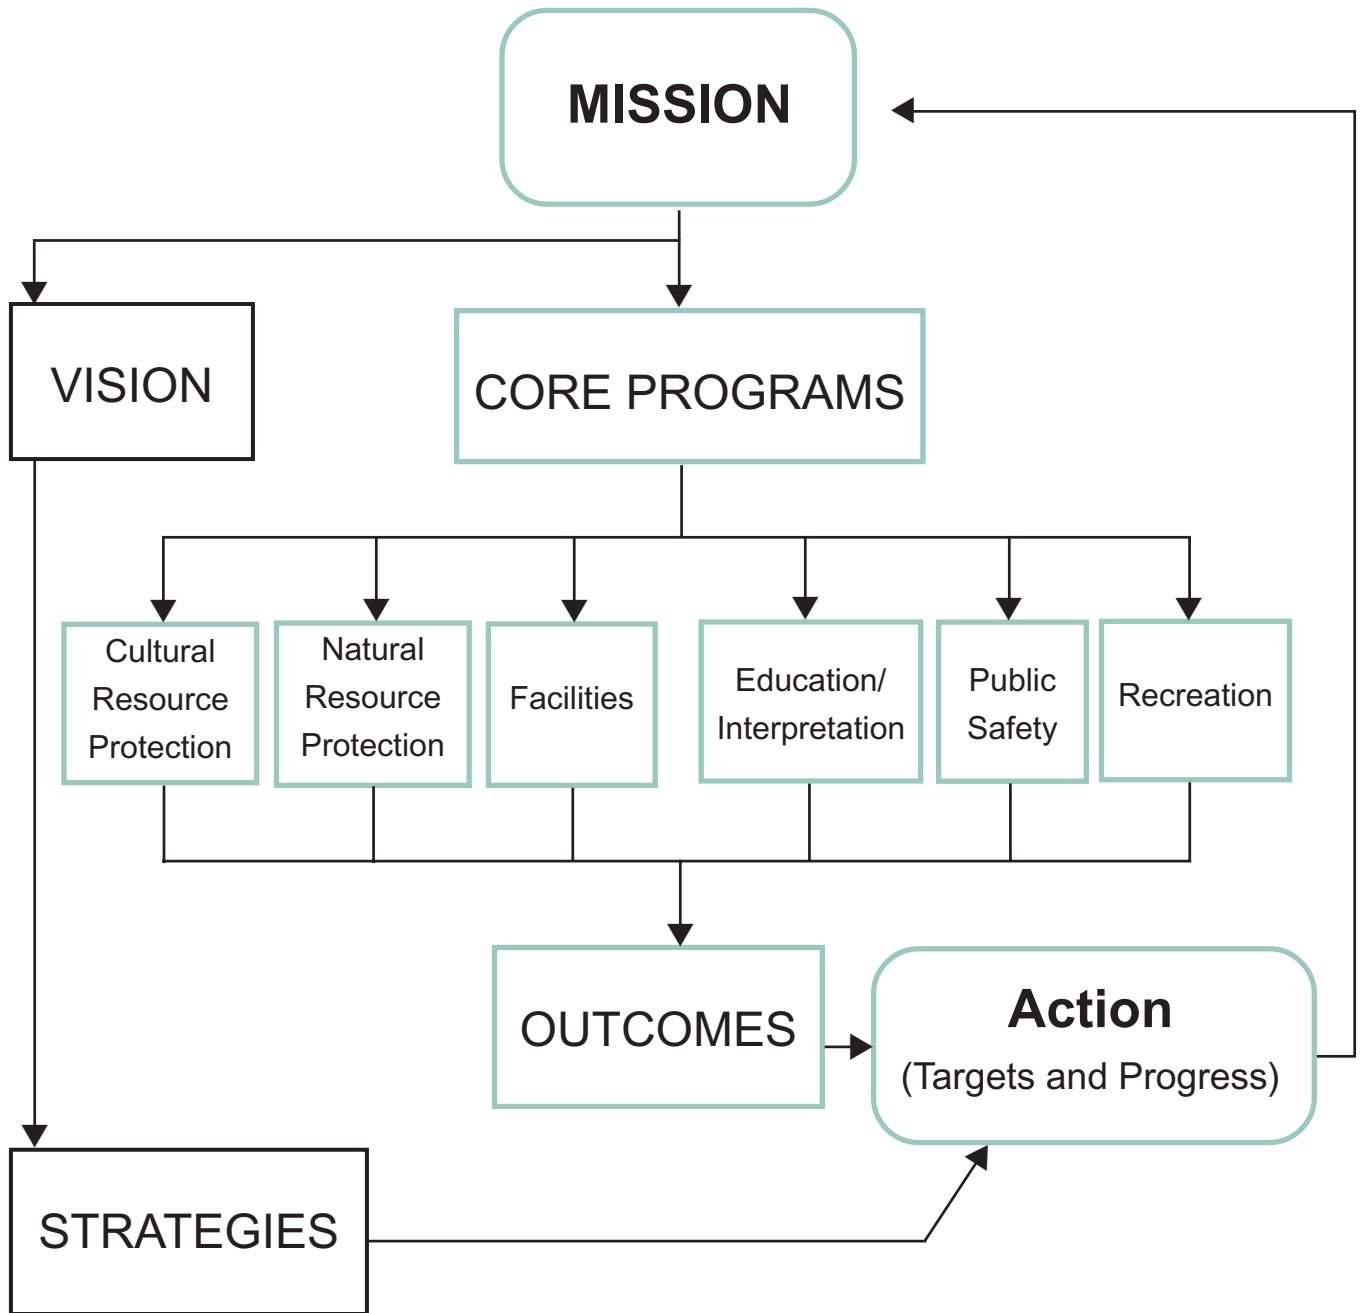 MISSION
VISION
CORE PROGRAMS
Cultural
Resource
Protection
Natural
Resource
Protection
Facilities
Education/
Interpretation
Public
Safety
Recreation
OUTCOMES
Action
(Targets and Progress)
STRATEGIES